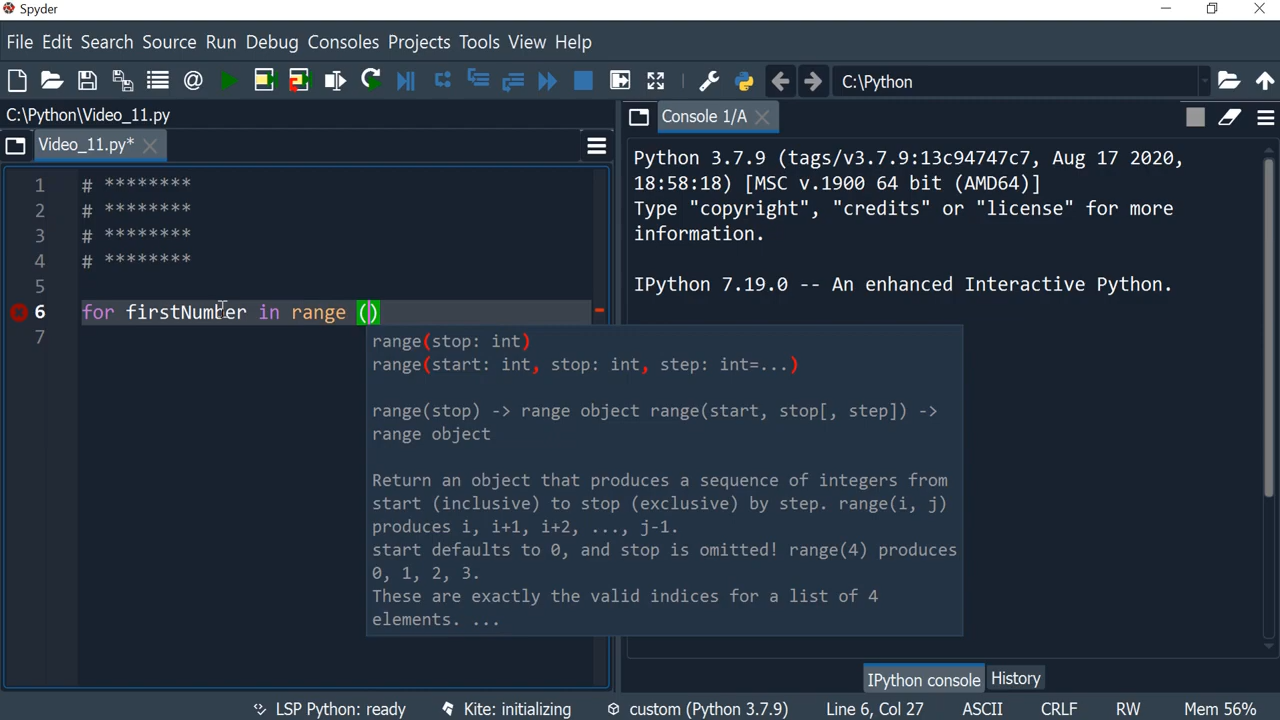 Spyder
File Edit Search Source Run Debug Consoles Projects Tools View Help
C:\Python
C:\Python\Video_11.py
Video_11.py*
1 # ********
2 # ********
3 # ********
4 # ********
5
6 for firstNumber in range ()
7
range(stop: int)
range(start: int, stop: int, step: int=...)
range(stop) -> range object range(start, stop[, step]) ->
range object
Return an object that produces a sequence of integers from
start (inclusive) to stop (exclusive) by step. range(i, j)
produces i, i+1, i+2, ..., j-1.
start defaults to 0, and stop is omitted! range(4) produces
0, 1, 2, 3.
These are exactly the valid indices for a list of 4
elements. ...
Console 1/A
Python 3.7.9 (tags/v3.7.9:13c94747c7, Aug 17 2020,
18:58:18) [MSC v.1900 64 bit (AMD64)]
Type "copyright", "credits" or "license" for more
information.
IPython 7.19.0 -- An enhanced Interactive Python.
IPython console History
LSP Python: ready Kite: initializing custom (Python 3.7.9) Line 6, Col 27 ASCII CRLF RW Mem 56%